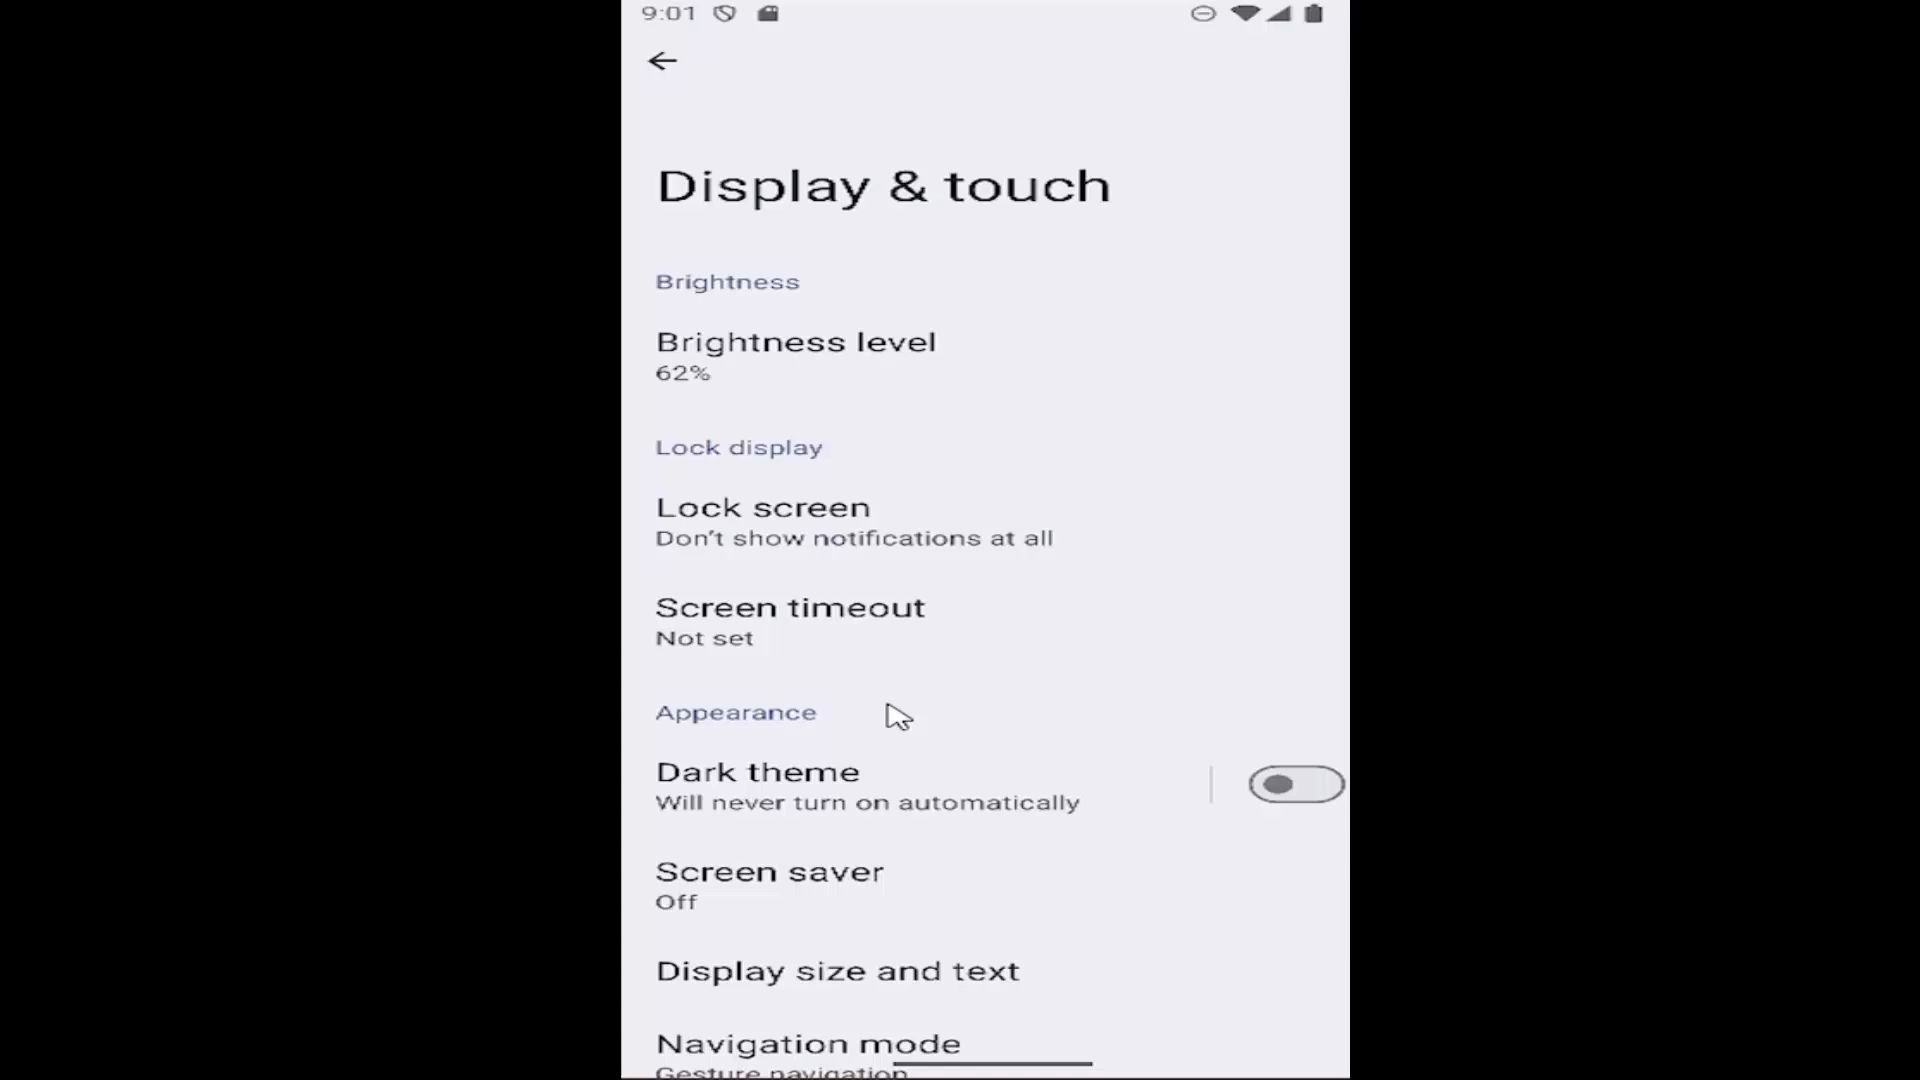 9:01
Display & touch
Brightness
Brightness level
62%
Lock display
Lock screen
Don't show notifications at all
Screen timeout
Not set
Appearance
Dark theme
Will never turn on automatically
Screen saver
Off
Display size and text
Navigation mode
Gesture navigation